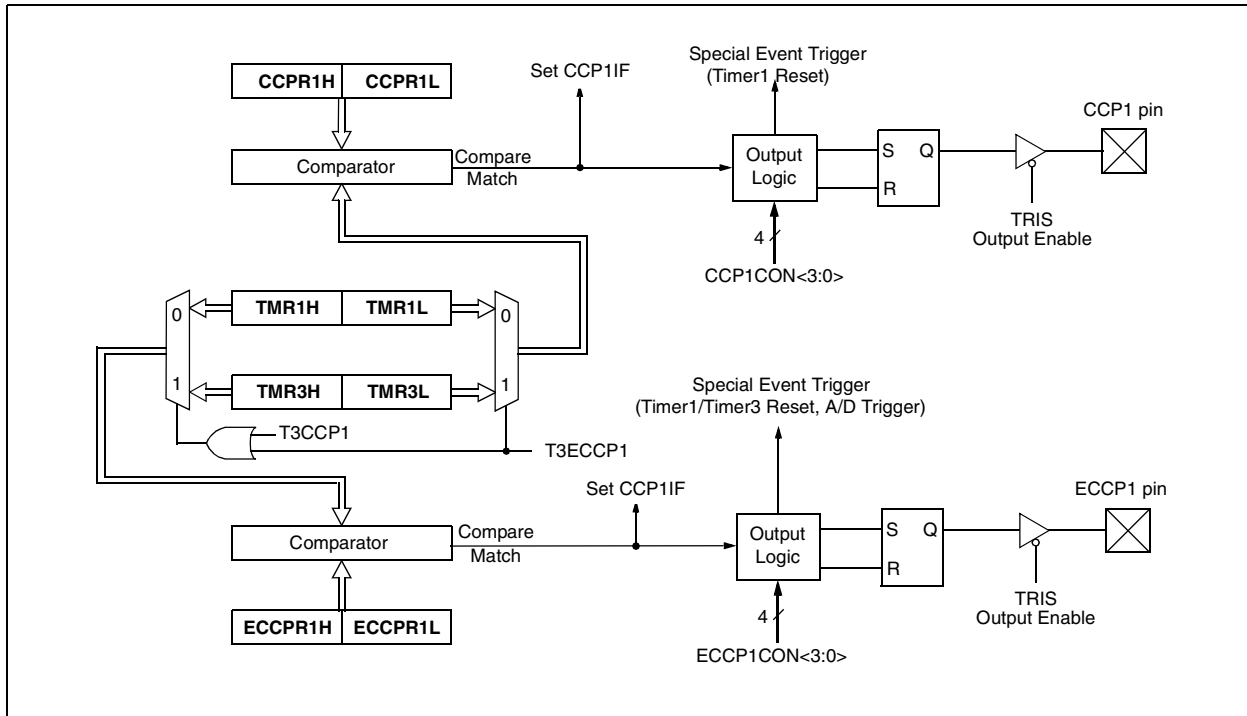 CCPR1H CCPR1L
Comparator
Compare
Match
Set CCP1IF
Special Event Trigger
(Timer1 Reset)
Output
Logic
S Q
R
CCP1 pin
TRIS
Output Enable
4
CCP1CON<3:0>
0
1
TMR1H TMR1L
TMR3H TMR3L
0
1
T3CCP1
T3ECCP1
Special Event Trigger
(Timer1/Timer3 Reset, A/D Trigger)
Set CCP1IF
Comparator
Compare
Match
Output
Logic
S Q
R
ECCP1 pin
TRIS
Output Enable
4
ECCP1CON<3:0>
ECCPR1H ECCPR1L